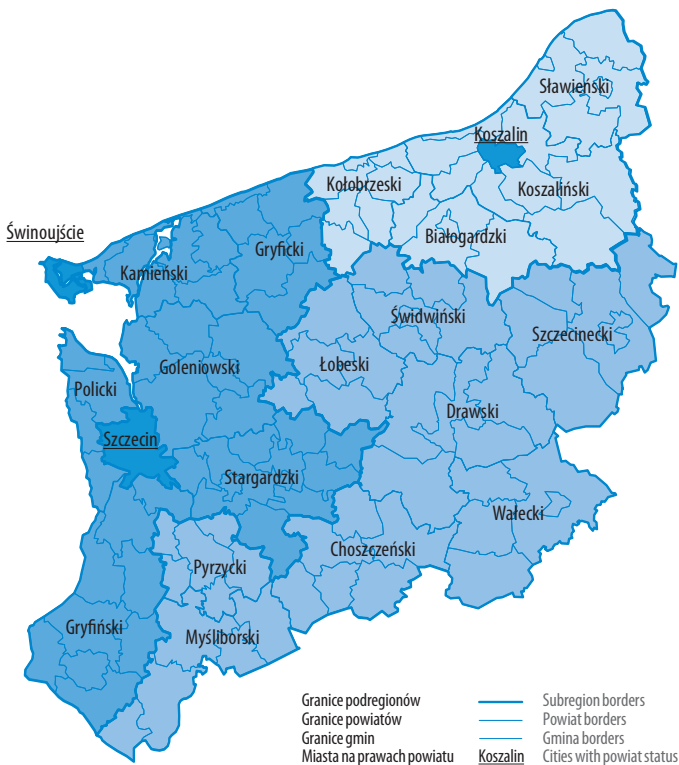 Sławieński
Koszalin
Kołobrzeski
Koszaliński
Świnoujście
Białogardzki
Gryficki
Kamieński
Świdwiński
Szczecinecki
Łobeski
Goleniowski
Policki
Drawski
Szczecin
Stargardzki
Wałecki
Choszczeński
Pyrzycki
Gryfiński
Myśliborski
Granice podregionów Subregion borders
Granice powiatów Powiat borders
Granice gmin Gmina borders
Miasta na prawach powiatu Koszalin Cities with powiat status